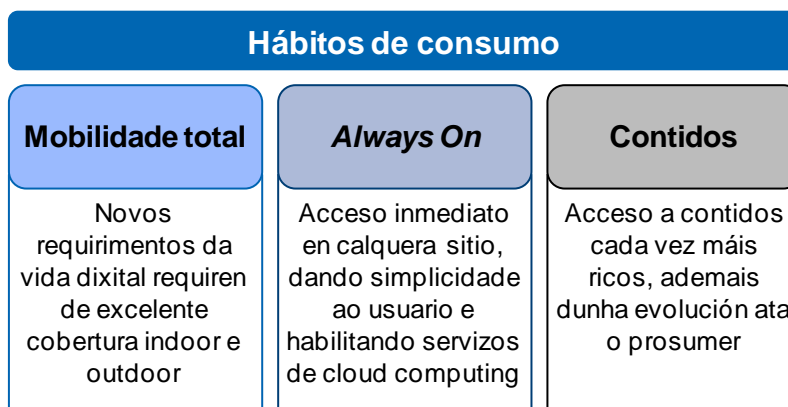 Hábitos de consumo
Mobilidade total
Novos
requirimentos da
vida dixital requiren
de excelente
cobertura indoor e
outdoor
Always On
Acceso inmediato
en calquera sitio,
dando simplicidade
ao usuario e
habilitando servizos
de cloud computing
Contidos
Acceso a contidos
cada vez máis
ricos, ademais
dunha evolución ata
o prosumer